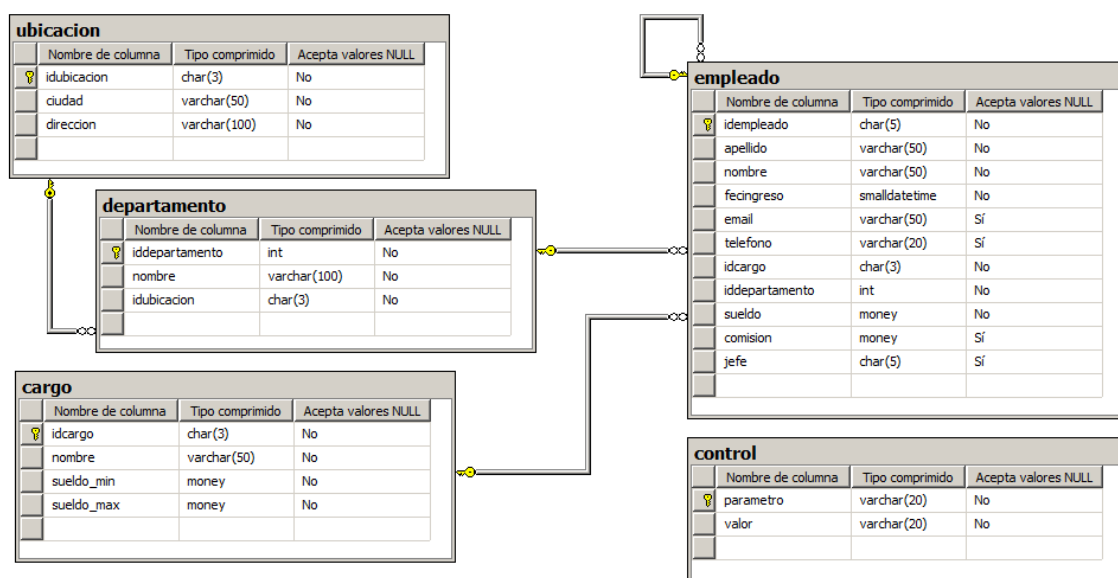 ubicacion
Nombre de columna Tipo comprimido Acepta valores NULL
idubicacion char(3) No
ciudad varchar(50) No
direccion varchar(100) No
departamento
Nombre de columna Tipo comprimido Acepta valores NULL
iddepartamento int No
nombre varchar(100) No
idubicacion char(3) No
cargo
Nombre de columna Tipo comprimido Acepta valores NULL
idcargo char(3) No
nombre varchar(50) No
sueldo_min money No
sueldo_max money No
empleado
Nombre de columna Tipo comprimido Acepta valores NULL
idempleado char(5) No
apellido varchar(50) No
nombre varchar(50) No
fecingreso smalldatetime No
email varchar(50) Sí
telefono varchar(20) Sí
idcargo char(3) No
iddepartamento int No
sueldo money No
comision money Sí
jefe char(5) Sí
control
Nombre de columna Tipo comprimido Acepta valores NULL
parametro varchar(20) No
valor varchar(20) No